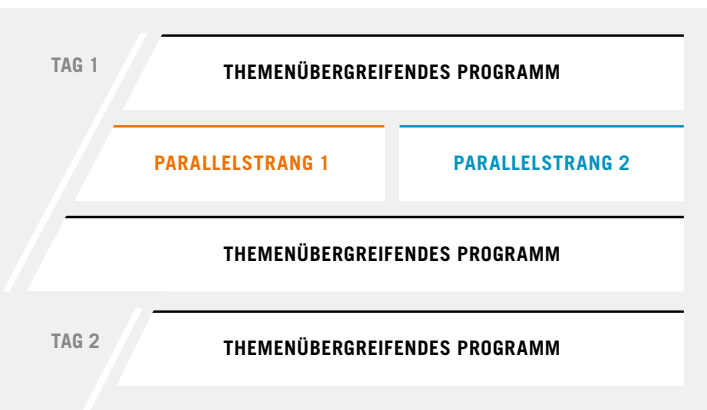 TAG 1
THEMENÜBERGREIFENDES PROGRAMM
PARALLELSTRANG 1
PARALLELSTRANG 2
THEMENÜBERGREIFENDES PROGRAMM
TAG 2
THEMENÜBERGREIFENDES PROGRAMM